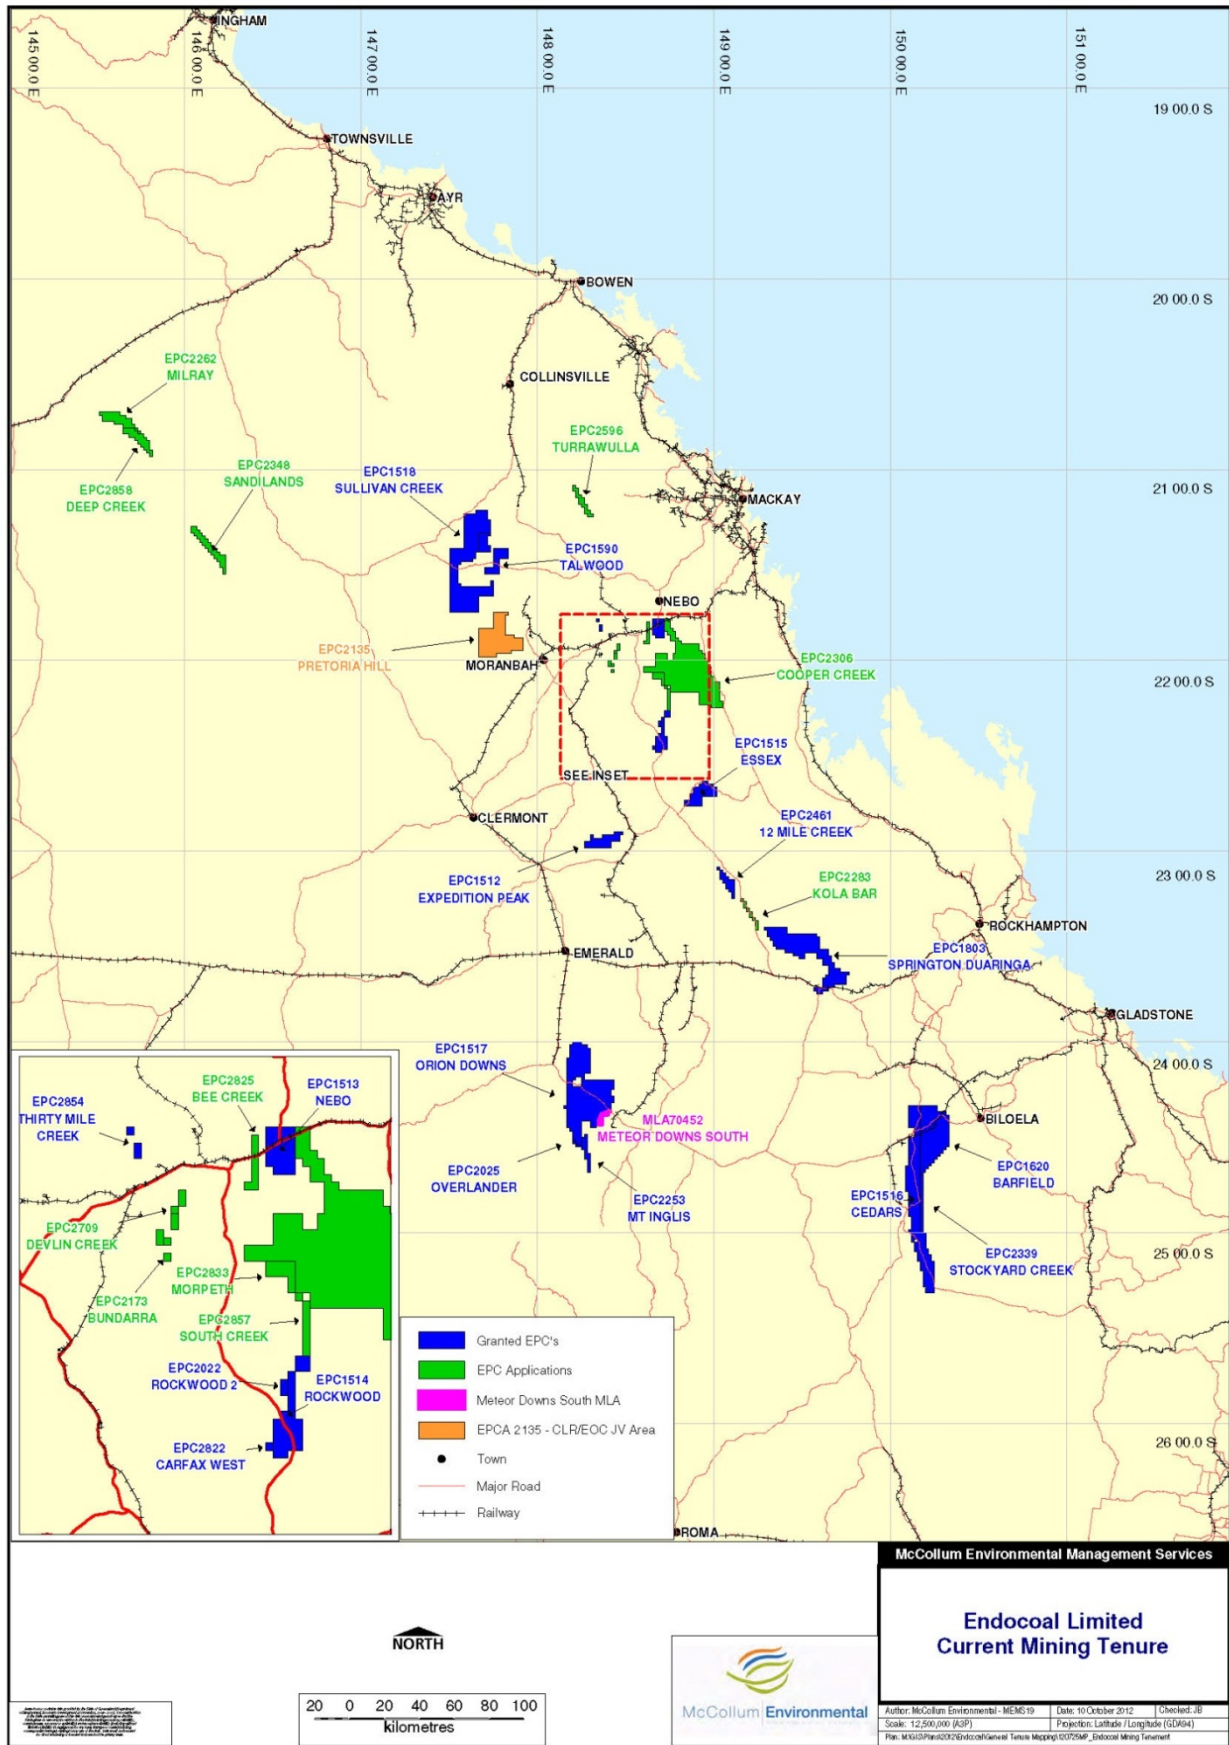 145 00.0 E
146 00.0 E
147 00.0 E
148 00.0 E
149 00.0 E
150 00.0 E
151 00.0 E
INGHAM
19 00.0 S
TOWNSVILLE
AYR
BOWEN
20 00.0 S
EPC2262
MILRAY
COLLINSVILLE
EPC2596
TURRAWULLA
EPC2348
SANDILANDS
EPC1518
SULLIVAN CREEK
EPC2858
DEEP CREEK
21 00.0 S
MACKAY
EPC1590
TALWOOD
NEBO
EPC2135
PRETORIA HILL
MORANBAH
EPC2306
COOPER CREEK
22 00.0 S
EPC1515
ESSEX
SEE INSET
CLERMONT
EPC2461
12 MILE CREEK
23 00.0 S
EPC1512
EXPEDITION PEAK
EPC2283
KOLA BAR
ROCKHAMPTON
EMERALD
EPC1803
SPRINGTON DUARINGA
GLADSTONE
EPC1517
ORION DOWNS
24 00.0 S
MLA70452
METEOR DOWNS SOUTH
BILOELA
EPC2025
OVERLANDER
EPC2253
MT INGLIS
EPC1620
BARFIELD
EPC1516
CEDARS
EPC2339
STOCKYARD CREEK
25 00.0 S
26 00.0 S
ROMA
EPC2825
BEE CREEK
EPC1513
NEBO
EPC2854
THIRTY MILE
CREEK
EPC2709
DEVLIN CREEK
EPC2833
MORPETH
EPC2173
BUNDARRA
EPC2857
SOUTH CREEK
EPC2022
ROCKWOOD 2
EPC1514
ROCKWOOD
EPC2822
CARFAX WEST
Granted EPC's
EPC Applications
Meteor Downs South MLA
EPCA 2135 - CLR/EOC JV Area
Town
Major Road
Railway
NORTH
20 0 20 40 60 80 100
kilometres
McCollum Environmental
McCollum Environmental Management Services
Endocoal Limited
Current Mining Tenure
Author: McCollum Environmental - MEMS19
Date: 10 October 2012
Checked: JB
Scale: 1:2,500,000 (A3P)
Projection: Latitude / Longitude (GDA94)